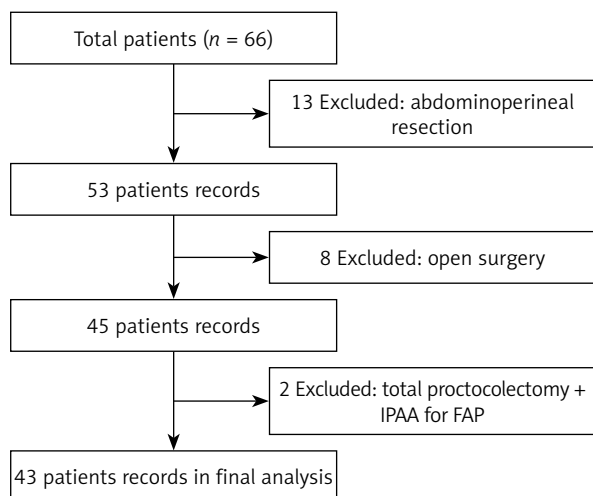 Total patients (n = 66)
13 Excluded: abdominoperineal
resection
53 patients records
8 Excluded: open surgery
45 patients records
2 Excluded: total proctocolectomy +
IPAA for FAP
43 patients records in final analysis